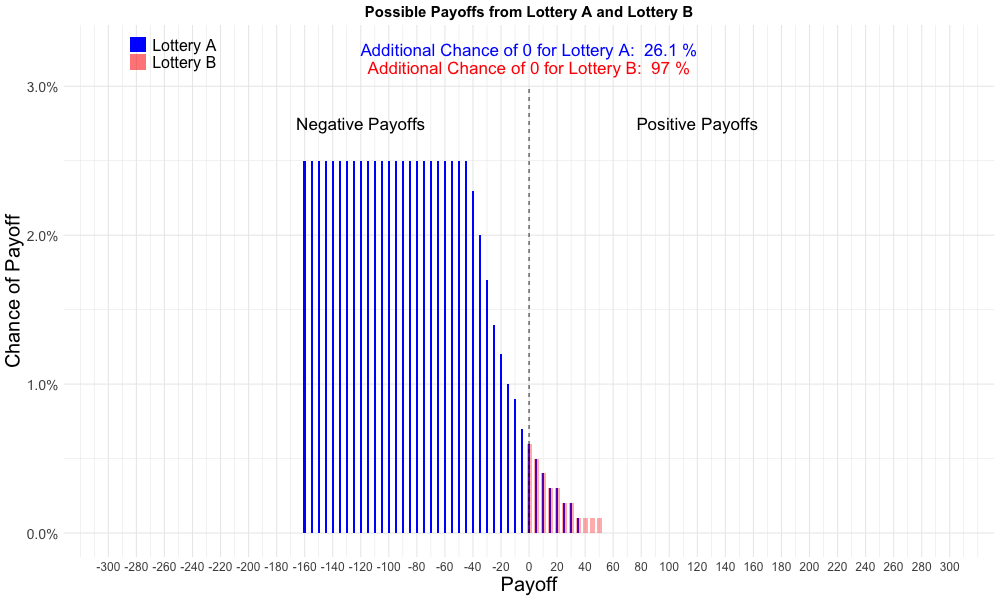 Possible Payoffs from Lottery A and Lottery B
Lottery A
Lottery B
Additional Chance of 0 for Lottery A:  26.1 %
Additional Chance of 0 for Lottery B:  97 %
Negative Payoffs
Positive Payoffs
Chance of Payoff
3.0%
2.0%
1.0%
0.0%
-300 -280 -260 -240 -220 -200 -180 -160 -140 -120 -100 -80 -60 -40 -20 0 20 40 60 80 100 120 140 160 180 200 220 240 260 280 300
Payoff